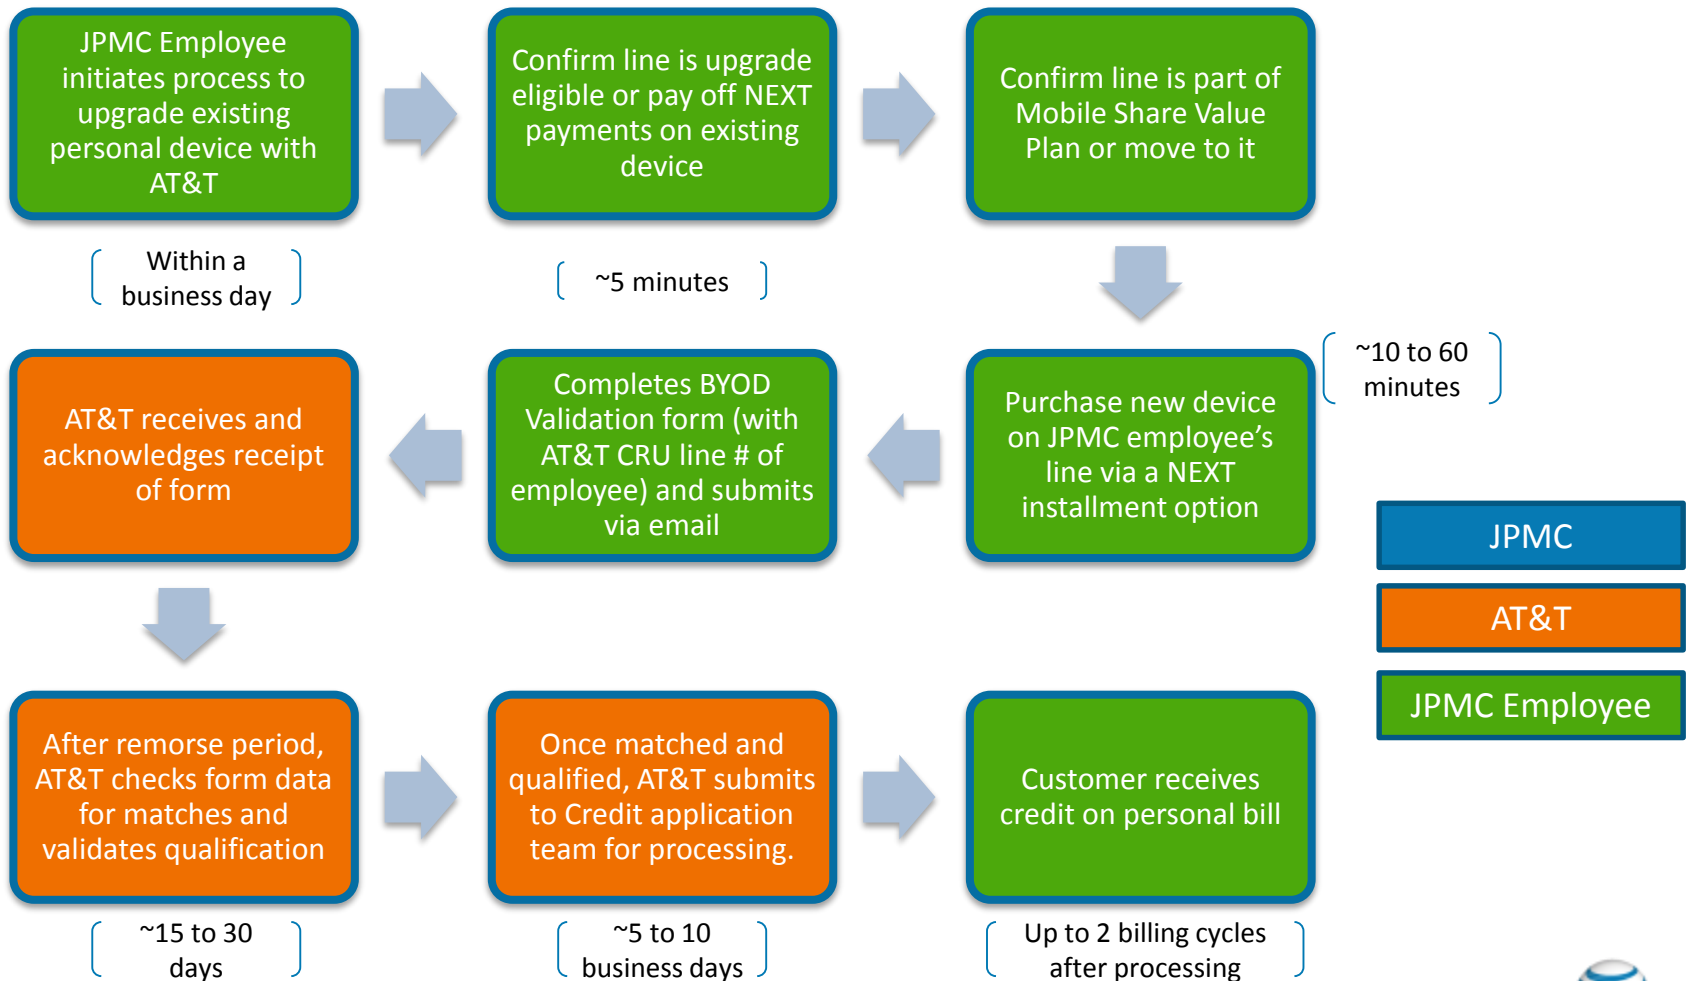 JPMC Employee
initiates process to
upgrade existing
personal device with
AT&T
Confirm line is upgrade
eligible or pay off NEXT
payments on existing
device
Confirm line is part of
Mobile Share Value
Plan or move to it
Within a
business day
~5 minutes
~10 to 60
minutes
AT&T receives and
acknowledges receipt
of form
Completes BYOD
Validation form (with
AT&T CRU line # of
employee) and submits
via email
Purchase new device
on JPMC employee’s
line via a NEXT
installment option
JPMC
AT&T
JPMC Employee
After remorse period,
AT&T checks form data
for matches and
validates qualification
Once matched and
qualified, AT&T submits
to Credit application
team for processing.
Customer receives
credit on personal bill
~15 to 30
days
~5 to 10
business days
Up to 2 billing cycles
after processing